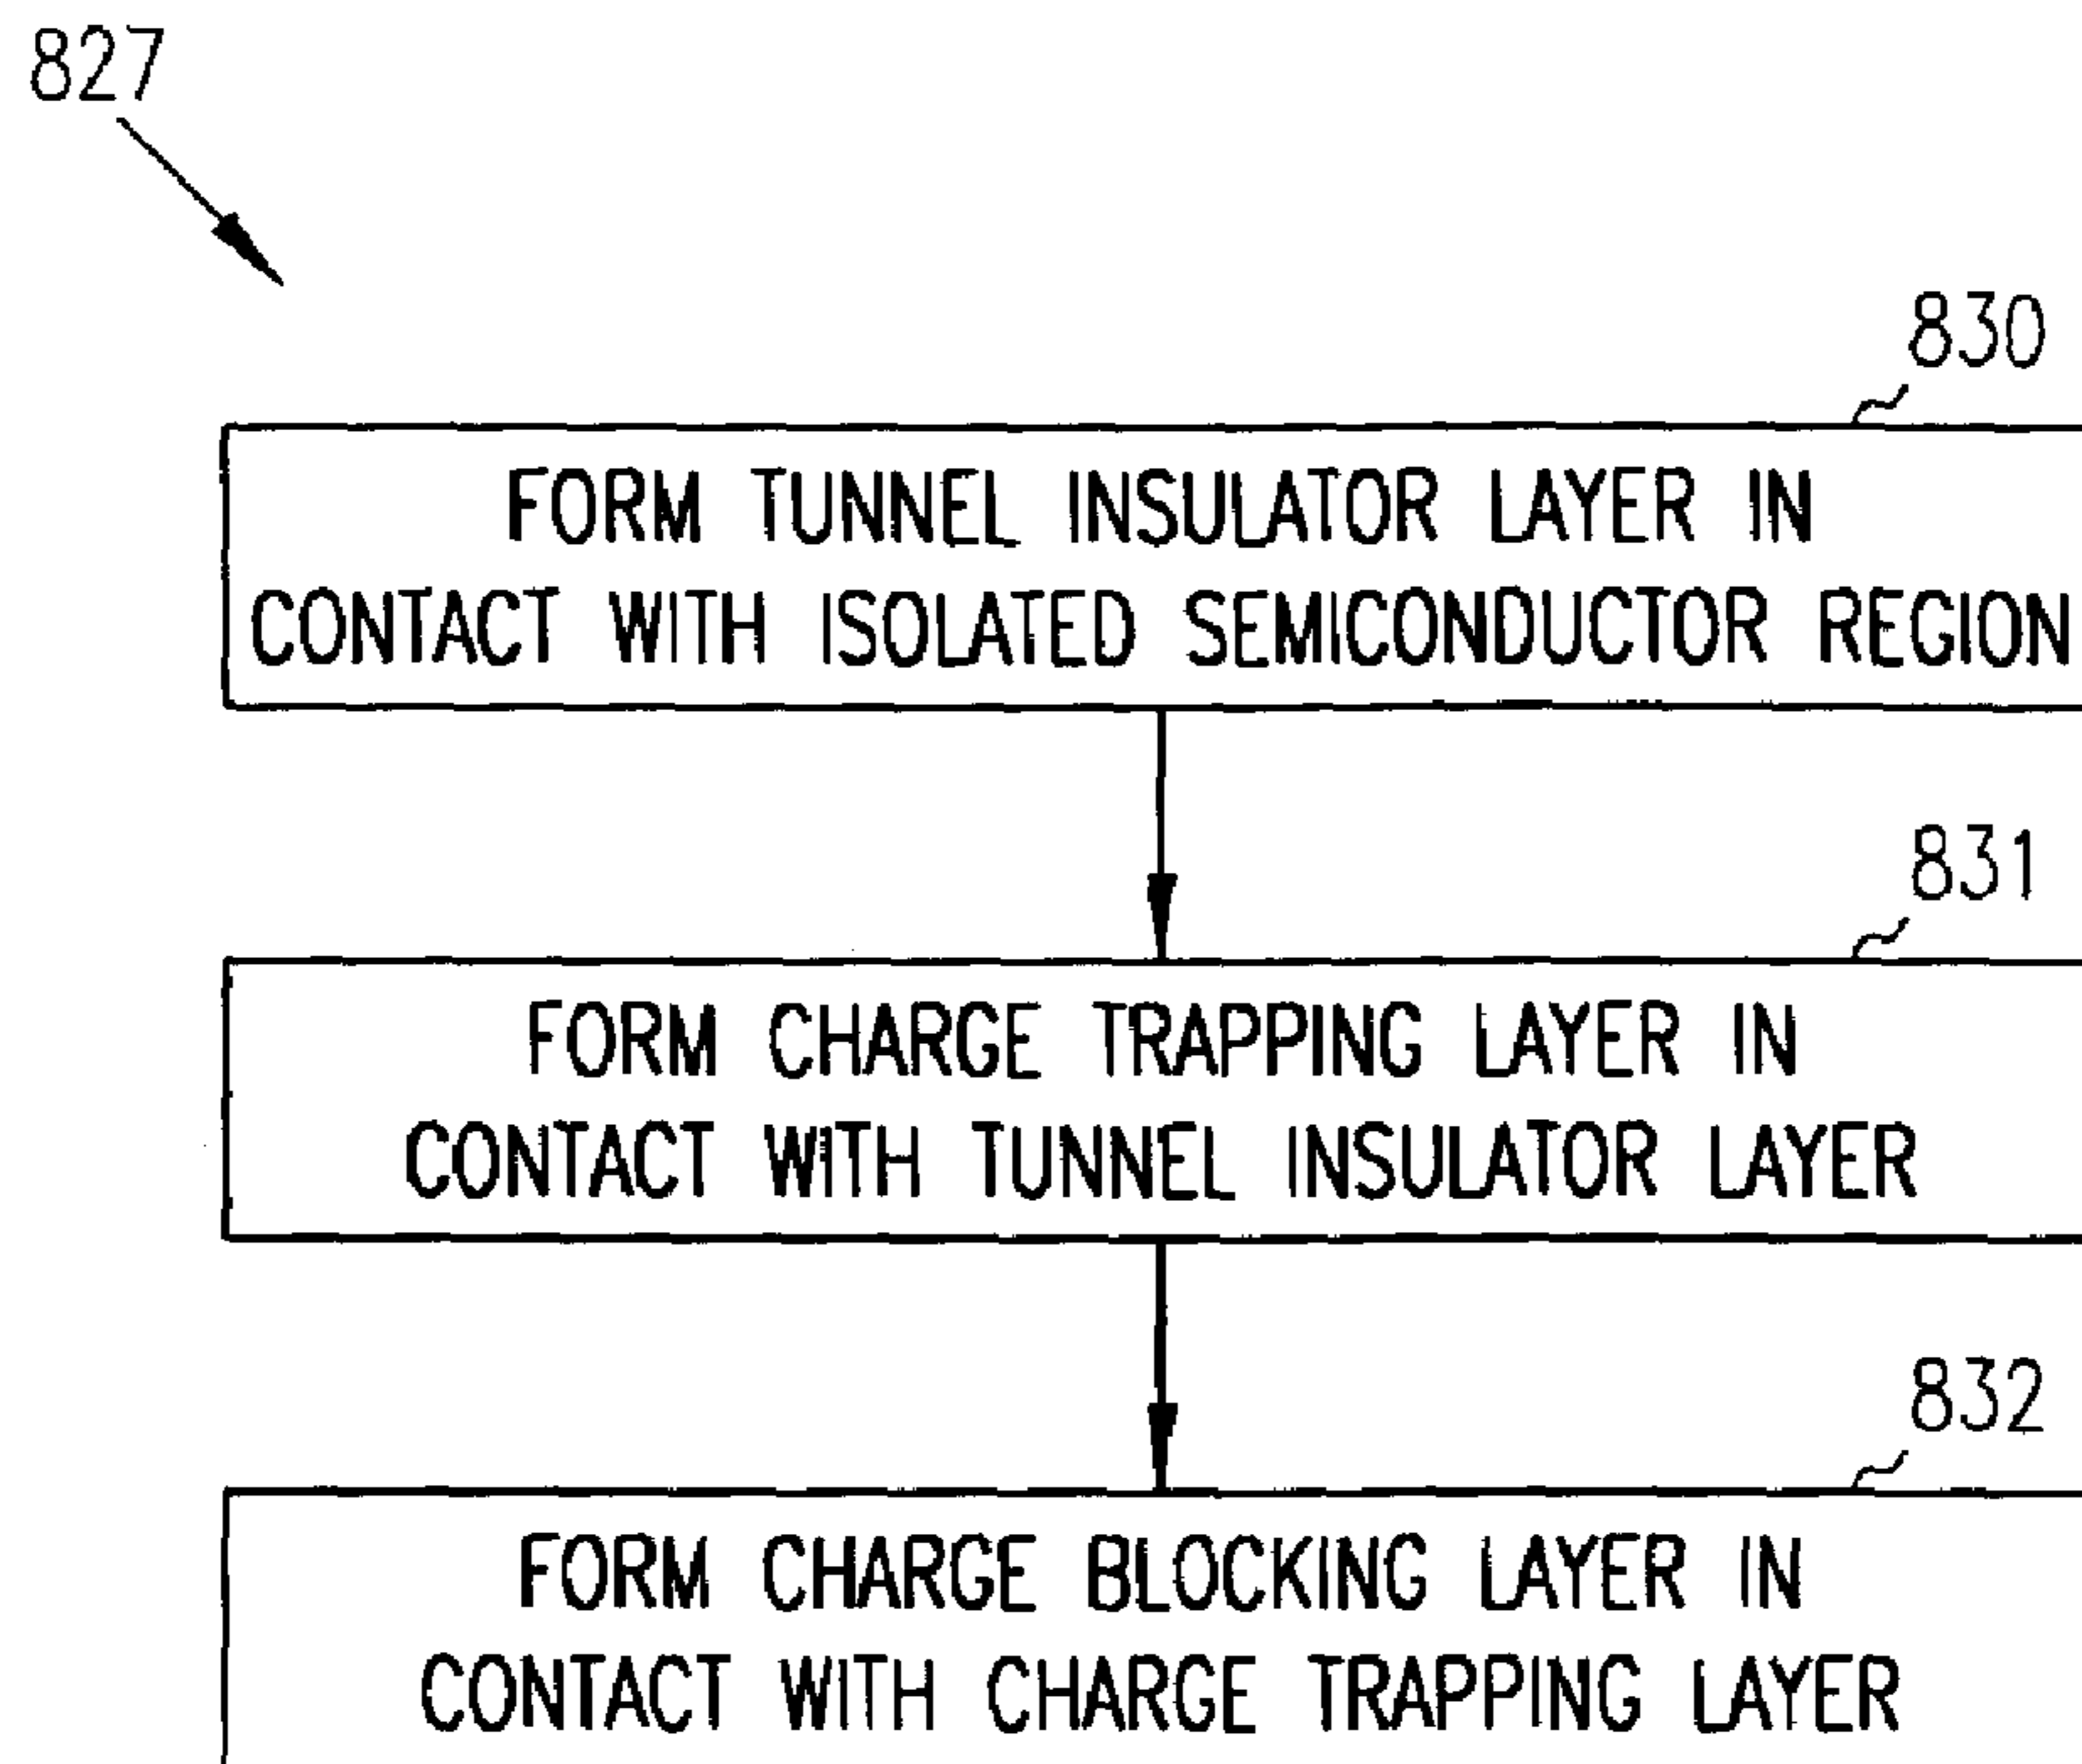 827
830
FORM TUNNEL INSULATOR LAYER IN
CONTACT WITH ISOLATED SEMICONDUCTOR REGION
831
FORM CHARGE TRAPPING LAYER IN
CONTACT WITH TUNNEL INSULATOR LAYER
832
FORM CHARGE BLOCKING LAYER IN
CONTACT WITH CHARGE TRAPPING LAYER